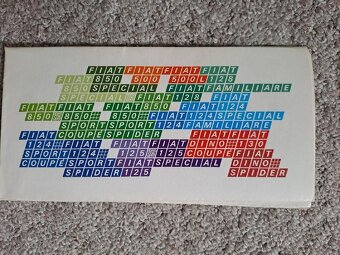 FIAT FIAT FIAT FIAT
FIAT 850 500 500L 128
850 SPECIAL FIAT FAMILIARE
SPECIAL FIAT 128 FIAT
FIAT FIAT FIAT 850 FIAT 124
850 850 850 FIAT 124 SPECIAL
SPORT SPORT 124 FAMILIARE
FIAT COUPE SPIDER FIAT FIAT
124 FIAT FIAT DINO 130
SPORT 124 125 125 COUPE FIAT
COUPE SPORT FIAT SPECIAL DINO
SPIDER 125 SPIDER